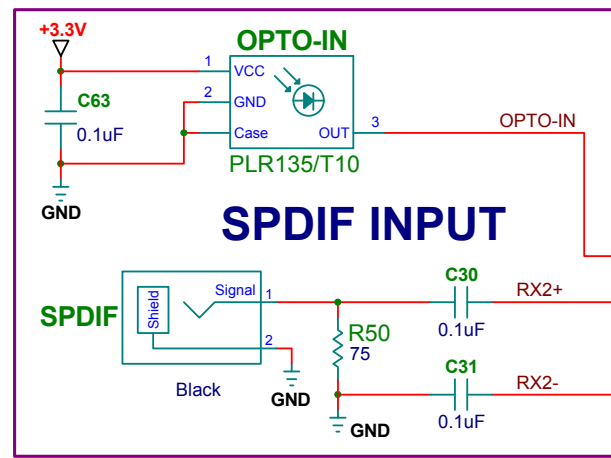 +3.3V
OPTO-IN
1
VCC
C63
2
GND
0.1uF
Case
OUT
3
OPTO-IN
PLR135/T10
GND
SPDIF INPUT
C30
Signal
1
RX2+
SPDIF
Shield
0.1uF
R50
75
2
C31
RX2-
Black
GND
0.1uF
GND